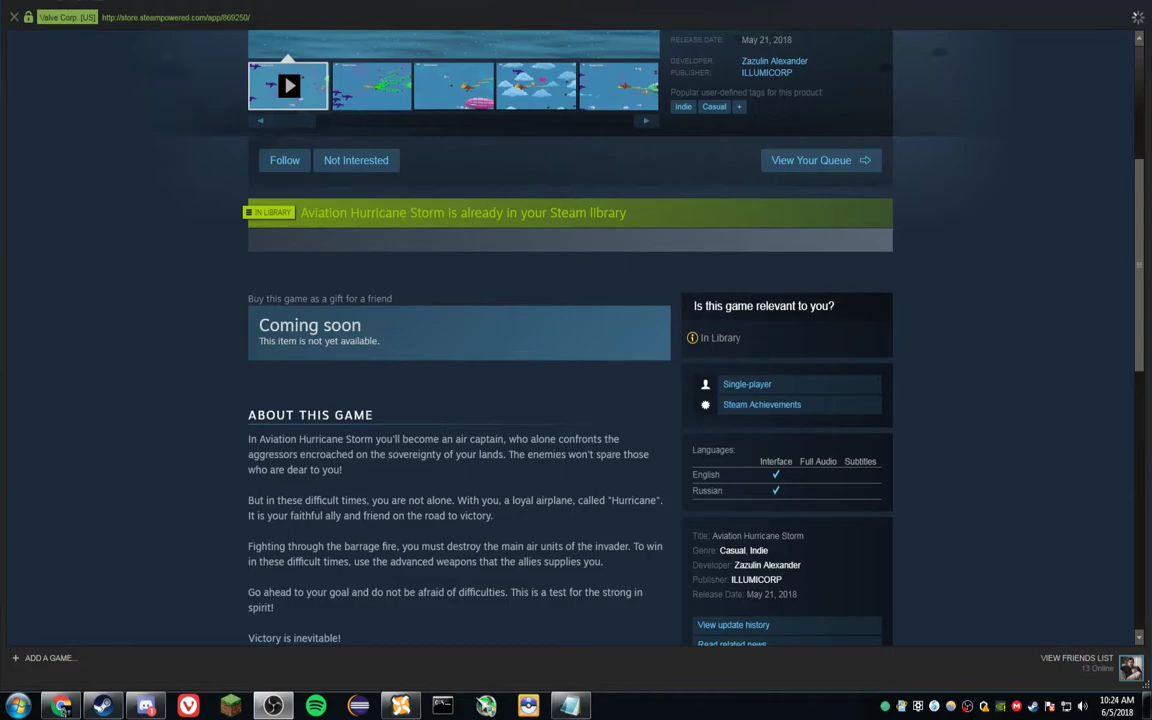 Valve Corp. [US] http://store.steampowered.com/app/869250/
RELEASE DATE: May 21, 2018
DEVELOPER: Zazulin Alexander
PUBLISHER: ILLUMICORP
Popular user-defined tags for this product:
Indie Casual +
Follow Not Interested View Your Queue
IN LIBRARY Aviation Hurricane Storm is already in your Steam library
Buy this game as a gift for a friend
Coming soon
This item is not yet available.
Is this game relevant to you?
In Library
Single-player
Steam Achievements
ABOUT THIS GAME
In Aviation Hurricane Storm you'll become an air captain, who alone confronts the
aggressors encroached on the sovereignty of your lands. The enemies won't spare those
who are dear to you!
But in these difficult times, you are not alone. With you, a loyal airplane, called "Hurricane".
It is your faithful ally and friend on the road to victory.
Fighting through the barrage fire, you must destroy the main air units of the invader. To win
in these difficult times, use the advanced weapons that the allies supplies you.
Go ahead to your goal and do not be afraid of difficulties. This is a test for the strong in
spirit!
Victory is inevitable!
Languages:
Interface Full Audio Subtitles
English ✓
Russian ✓
Title: Aviation Hurricane Storm
Genre: Casual, Indie
Developer: Zazulin Alexander
Publisher: ILLUMICORP
Release Date: May 21, 2018
View update history
Read related news
+ ADD A GAME...
VIEW FRIENDS LIST
13 Online
10:24 AM
6/5/2018